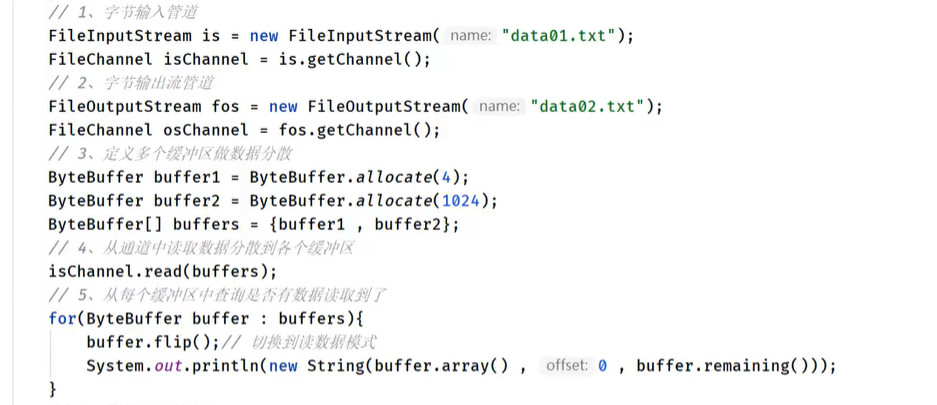 // 1、字节输入管道
FileInputStream is = new FileInputStream( name: "data01.txt");
FileChannel isChannel = is.getChannel();
// 2、字节输出流管道
FileOutputStream fos = new FileOutputStream( name: "data02.txt");
FileChannel osChannel = fos.getChannel();
// 3、定义多个缓冲区做数据分散
ByteBuffer buffer1 = ByteBuffer.allocate(4);
ByteBuffer buffer2 = ByteBuffer.allocate(1024);
ByteBuffer[] buffers = {buffer1 , buffer2};
// 4、从通道中读取数据分散到各个缓冲区
isChannel.read(buffers);
// 5、从每个缓冲区中查询是否有数据读取到了
for(ByteBuffer buffer : buffers){
    buffer.flip();// 切换到读数据模式
    System.out.println(new String(buffer.array() , offset: 0 , buffer.remaining()));
}